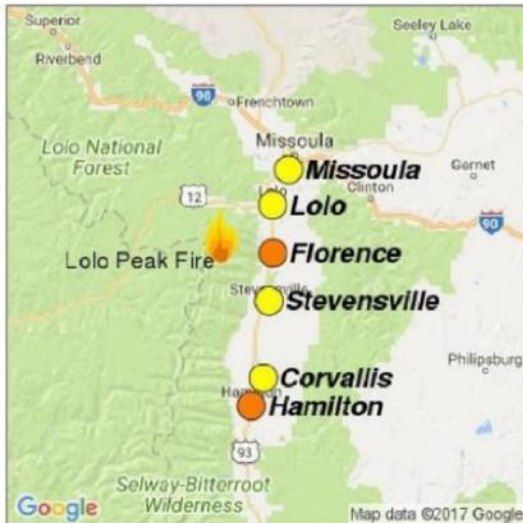 Superior
Seeley Lake
Riverbend
90
Frenchtown
Lolo National
Forest
Missoula
Missoula
Garnet
12
Lolo
Clinton
Lolo
90
Lolo Peak Fire
Florence
Stevensville
Stevensville
Philipsburg
Corvallis
Hamilton
Hamilton
93
Selway-Bitterroot
Wilderness
Google
Map data ©2017 Google